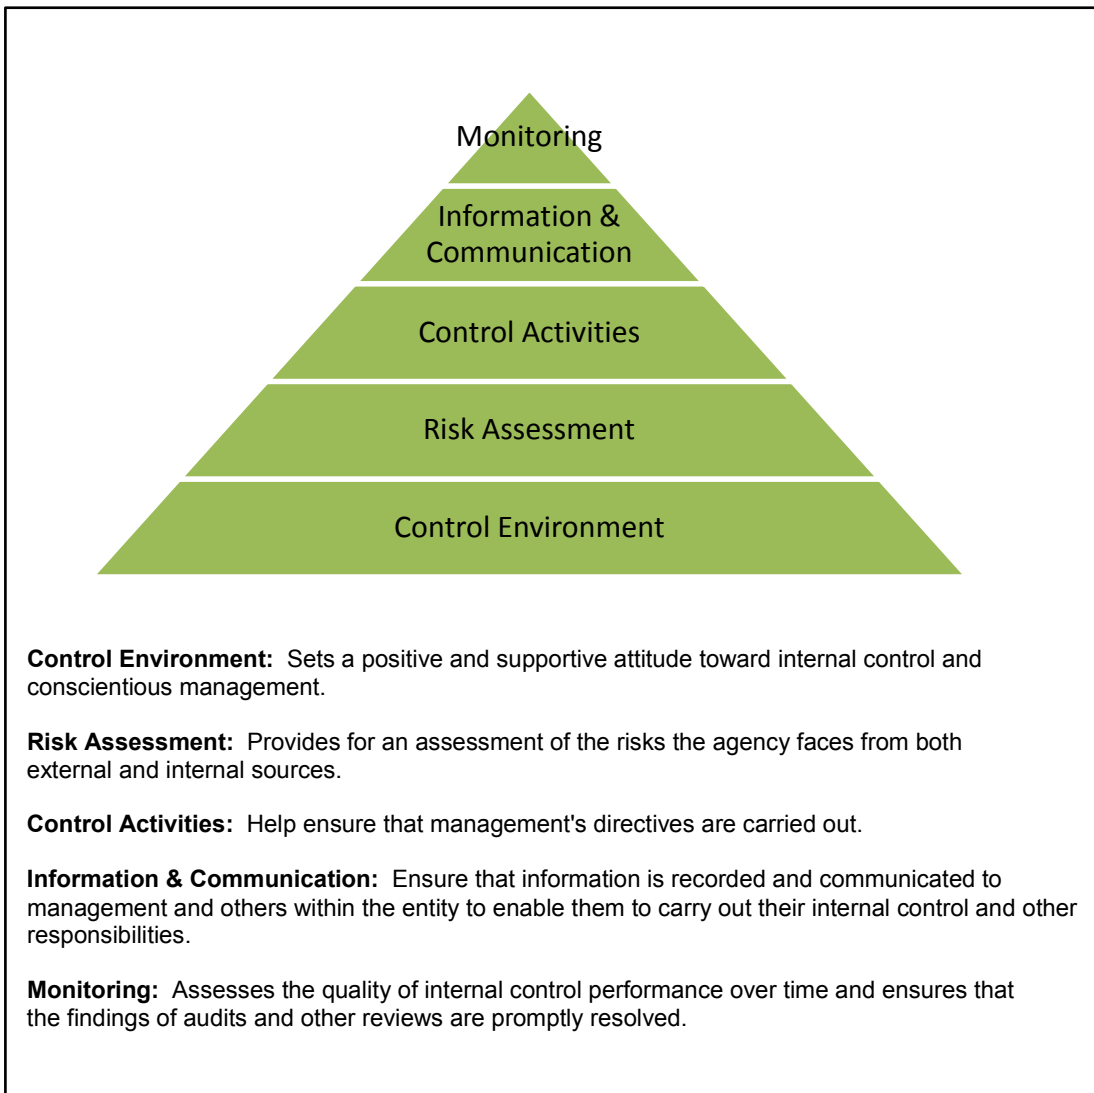 Monitoring
Information &
Communication
Control Activities
Risk Assessment
Control Environment
Control Environment:  Sets a positive and supportive attitude toward internal control and
conscientious management.
Risk Assessment:  Provides for an assessment of the risks the agency faces from both
external and internal sources.
Control Activities:  Help ensure that management's directives are carried out.
Information & Communication:  Ensure that information is recorded and communicated to
management and others within the entity to enable them to carry out their internal control and other
responsibilities.
Monitoring:  Assesses the quality of internal control performance over time and ensures that
the findings of audits and other reviews are promptly resolved.